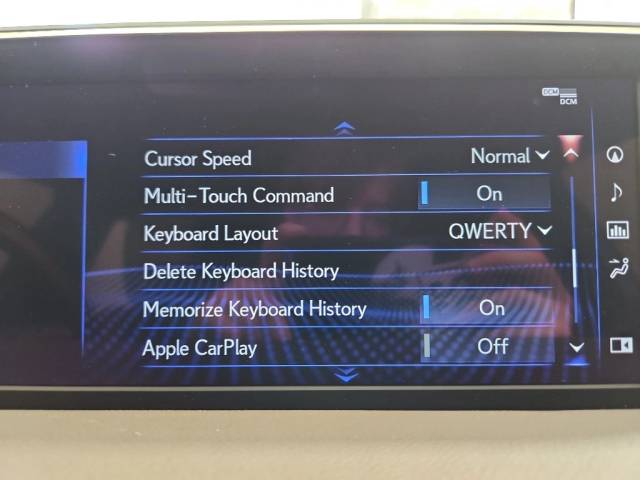 DCM DCM
Cursor Speed Normal
Multi-Touch Command On
Keyboard Layout QWERTY
Delete Keyboard History
Memorize Keyboard History On
Apple CarPlay Off